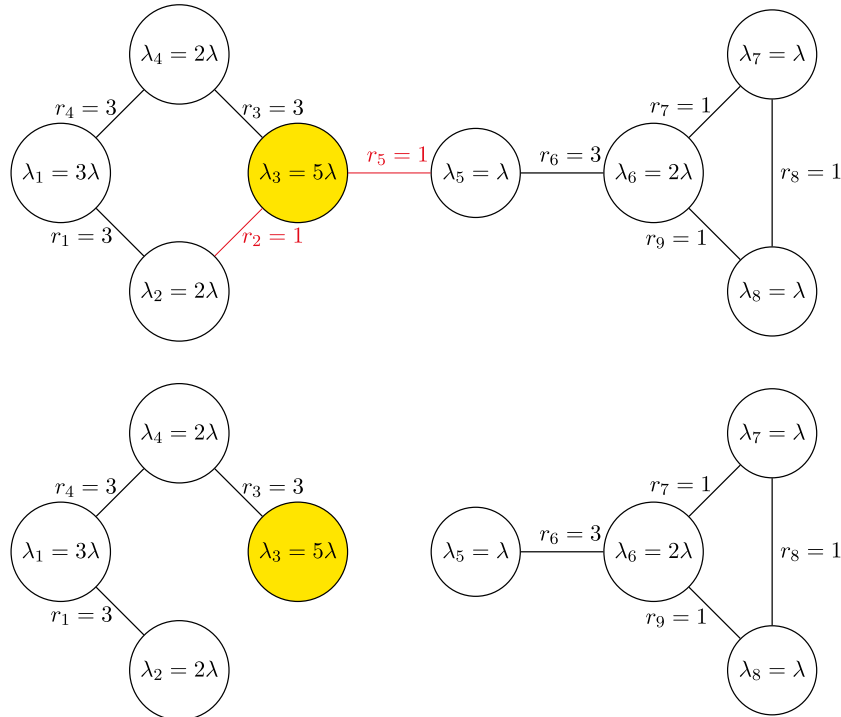 λ₄ = 2λ
λ₇ = λ
r₄ = 3
r₃ = 3
r₇ = 1
λ₁ = 3λ
λ₃ = 5λ
r₅ = 1
λ₅ = λ
r₆ = 3
λ₆ = 2λ
r₈ = 1
r₁ = 3
r₂ = 1
r₉ = 1
λ₂ = 2λ
λ₈ = λ
λ₄ = 2λ
λ₇ = λ
r₄ = 3
r₃ = 3
r₇ = 1
λ₁ = 3λ
λ₃ = 5λ
λ₅ = λ
r₆ = 3
λ₆ = 2λ
r₈ = 1
r₁ = 3
r₉ = 1
λ₂ = 2λ
λ₈ = λ